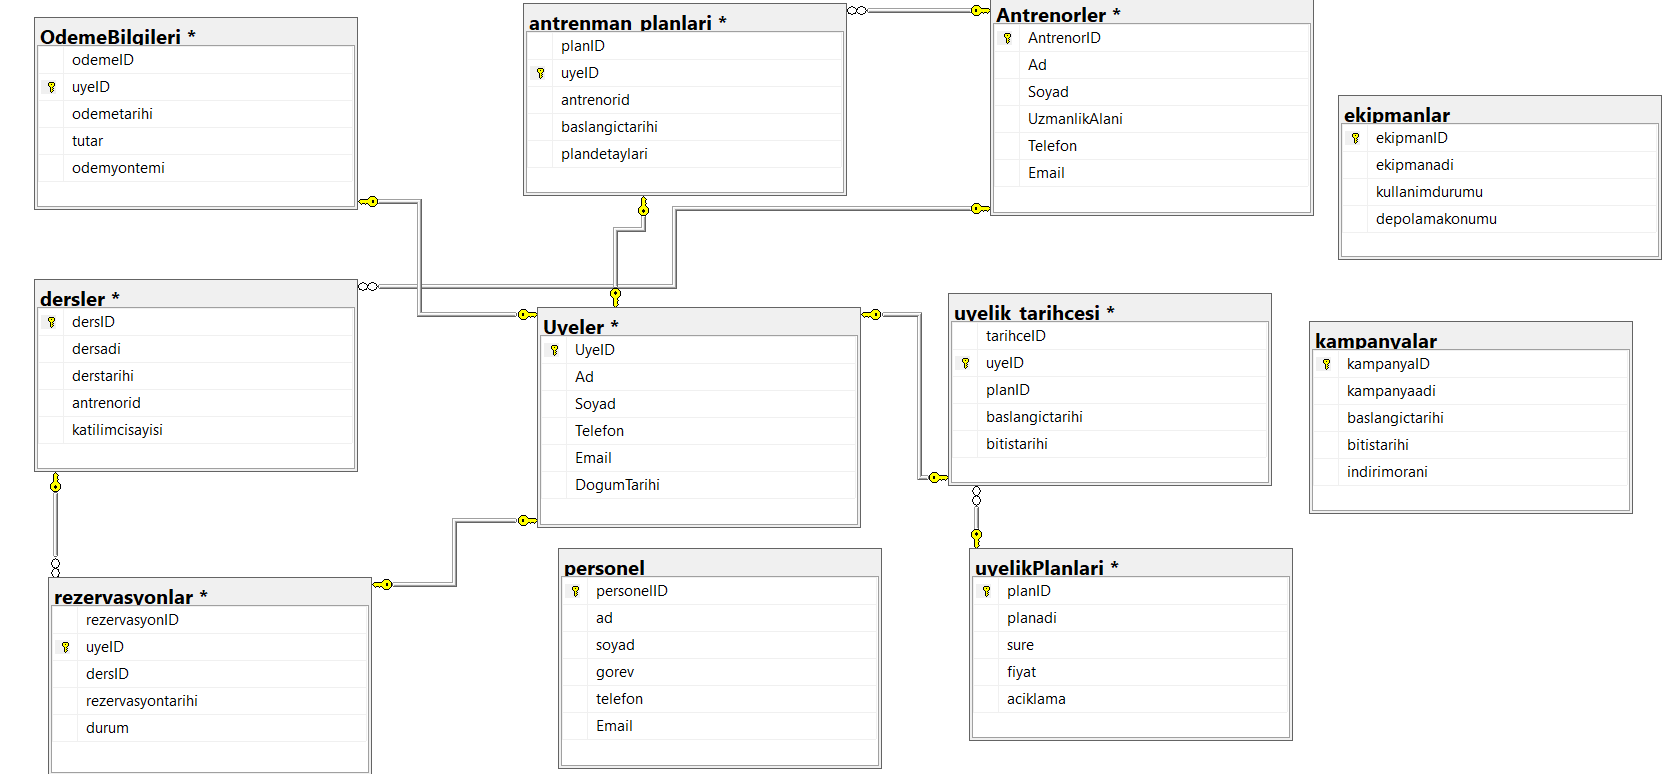 OdemeBilgileri *
odemeID
uyeID
odemetarihi
tutar
odemyontemi
antrenman_planlari *
planID
uyeID
antrenorid
baslangictarihi
plandetaylari
Antrenorler *
AntrenorID
Ad
Soyad
UzmanlikAlani
Telefon
Email
ekipmanlar
ekipmanID
ekipmanadi
kullanimdurumu
depolamakonumu
dersler *
dersID
dersadi
derstarihi
antrenorid
katilimcisayisi
Uyeler *
UyeID
Ad
Soyad
Telefon
Email
DogumTarihi
uyelik_tarihcesi *
tarihceID
uyeID
planID
baslangictarihi
bitistarihi
kampanyalar
kampanyaID
kampanyaadi
baslangictarihi
bitistarihi
indirimorani
rezervasyonlar *
rezervasyonID
uyeID
dersID
rezervasyontarihi
durum
personel
personelID
ad
soyad
gorev
telefon
Email
uyelikPlanlari *
planID
planadi
sure
fiyat
aciklama